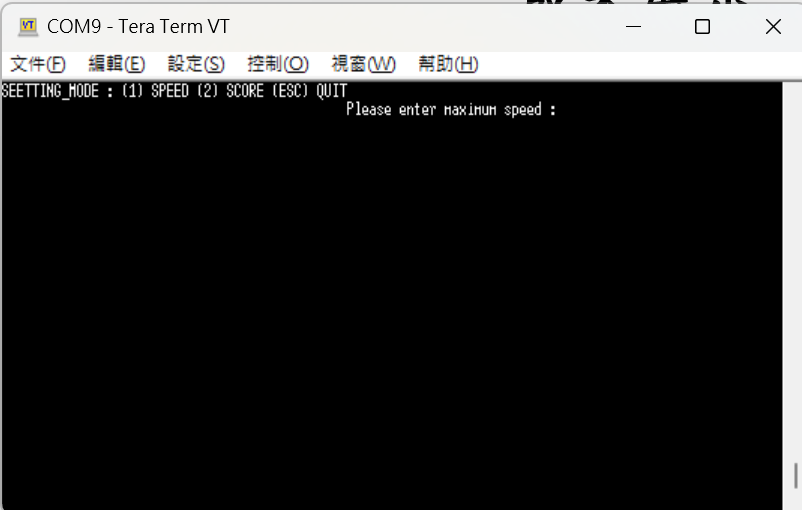 VT
COM9 - Tera Term VT
文件(F) 編輯(E) 設定(S) 控制(O) 視窗(W) 幫助(H)
SEETTING_MODE : (1) SPEED (2) SCORE (ESC) QUIT
Please enter maximum speed :